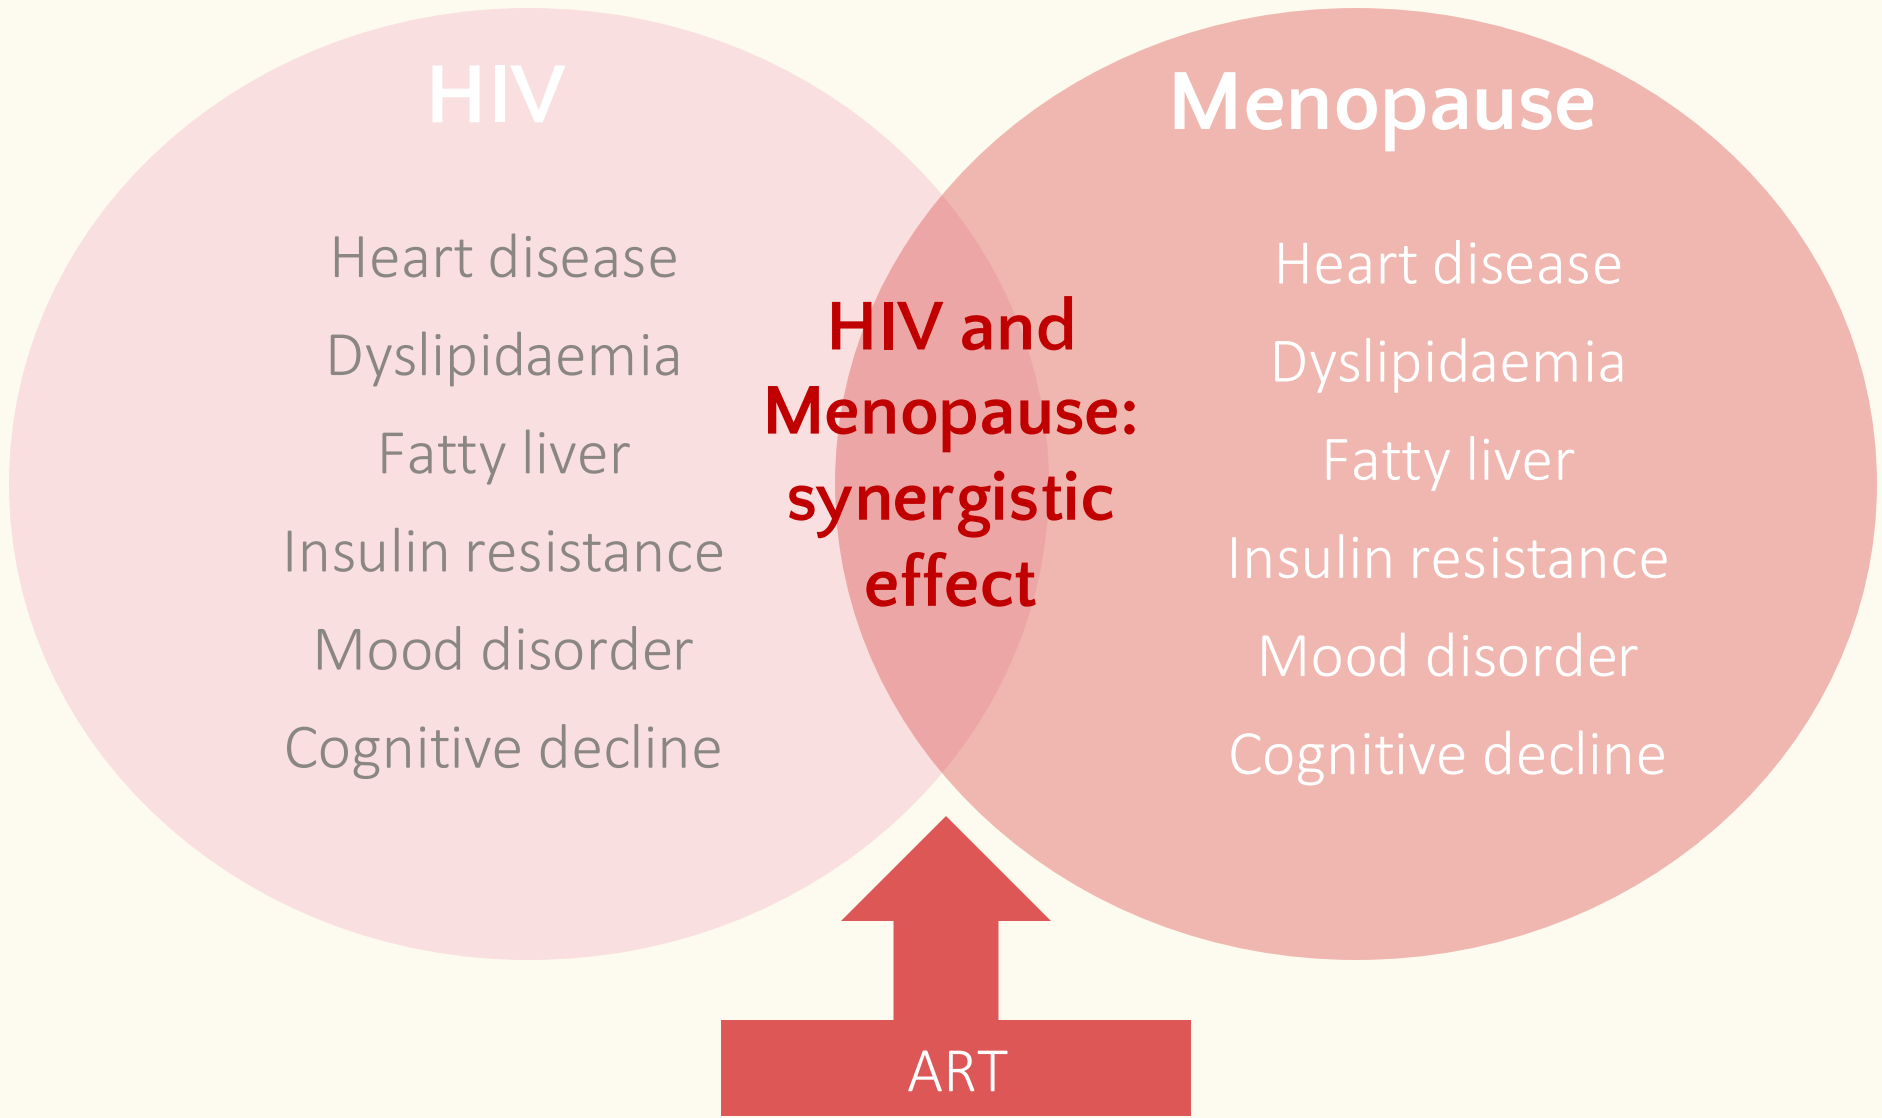 HIV
Heart disease
Dyslipidaemia
Fatty liver
Insulin resistance
Mood disorder
Cognitive decline
HIV and
Menopause:
synergistic
effect
Menopause
Heart disease
Dyslipidaemia
Fatty liver
Insulin resistance
Mood disorder
Cognitive decline
ART